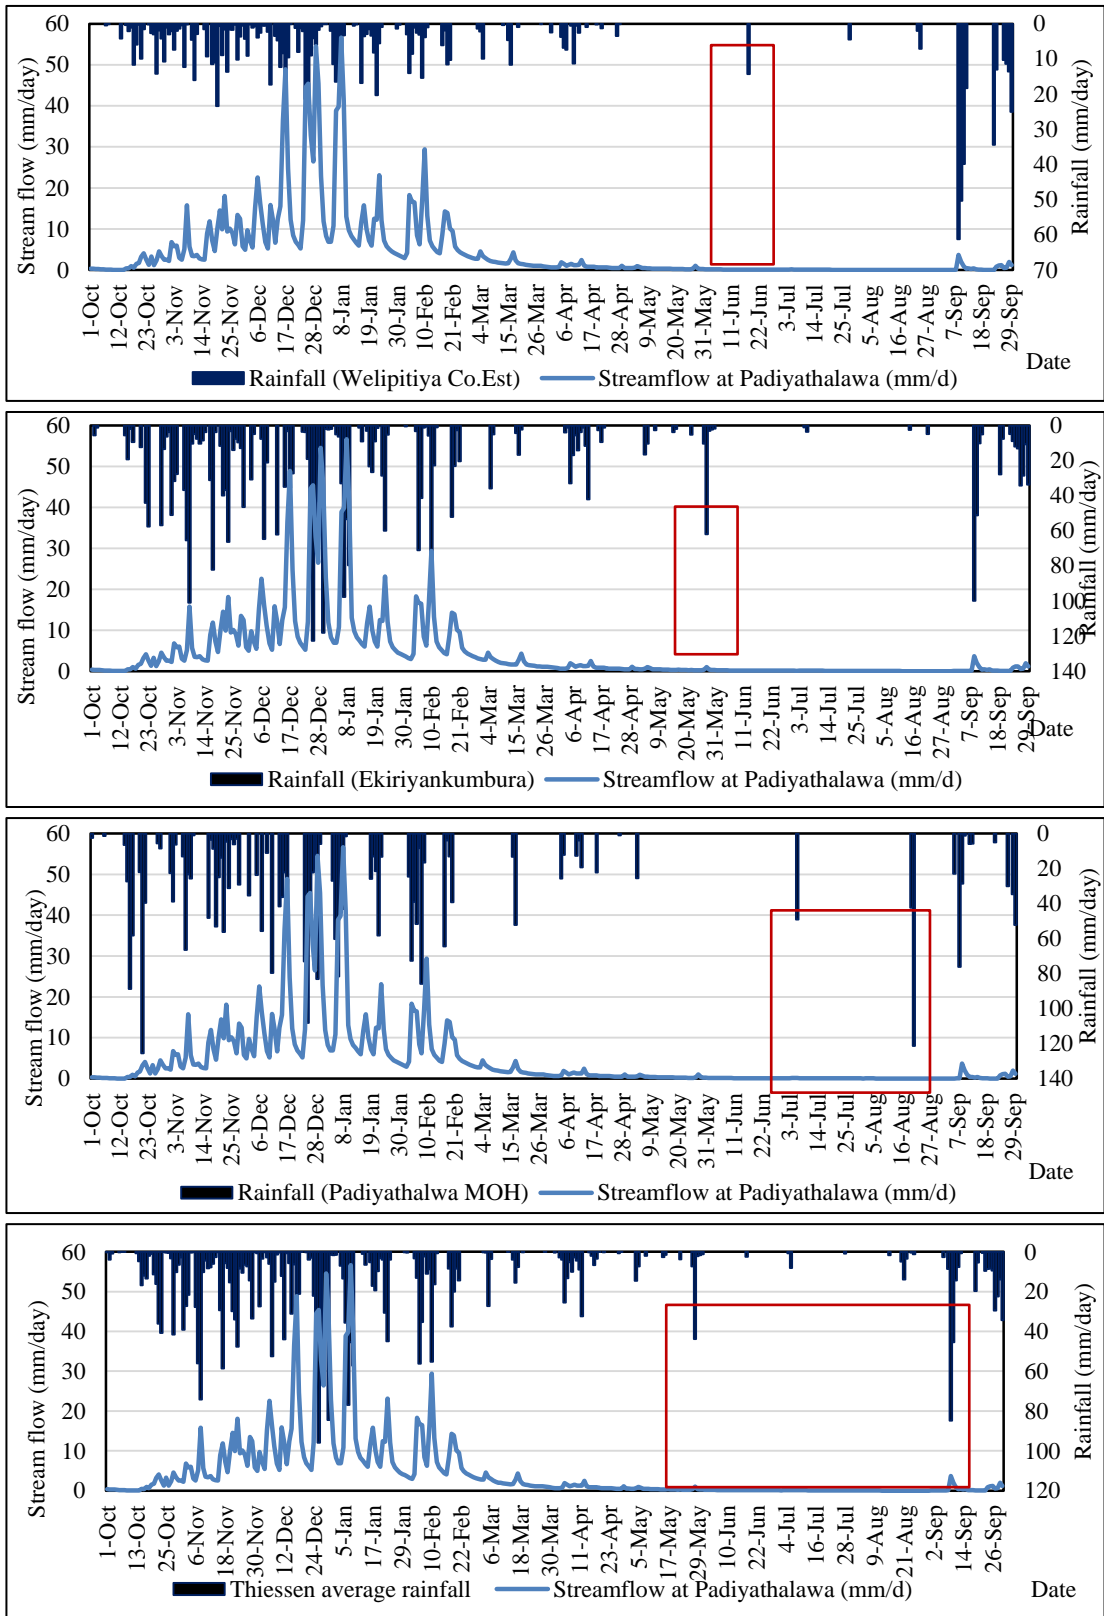 60
50
40
30
20
10
0
Stream flow (mm/day)
0
10
20
30
40
50
60
70
Rainfall (mm/day)
1-Oct
12-Oct
23-Oct
3-Nov
14-Nov
25-Nov
6-Dec
17-Dec
28-Dec
8-Jan
19-Jan
30-Jan
10-Feb
21-Feb
4-Mar
15-Mar
26-Mar
6-Apr
17-Apr
28-Apr
9-May
20-May
31-May
11-Jun
22-Jun
3-Jul
14-Jul
25-Jul
5-Aug
16-Aug
27-Aug
7-Sep
18-Sep
29-Sep
Date
Rainfall (Welipitiya Co.Est) Streamflow at Padiyathalawa (mm/d)
60
50
40
30
20
10
0
Stream flow (mm/day)
0
20
40
60
80
100
120
140
Rainfall (mm/day)
1-Oct
12-Oct
23-Oct
3-Nov
14-Nov
25-Nov
6-Dec
17-Dec
28-Dec
8-Jan
19-Jan
30-Jan
10-Feb
21-Feb
4-Mar
15-Mar
26-Mar
6-Apr
17-Apr
28-Apr
9-May
20-May
31-May
11-Jun
22-Jun
3-Jul
14-Jul
25-Jul
5-Aug
16-Aug
27-Aug
7-Sep
18-Sep
29-Sep
Date
Rainfall (Ekiriyankumbura) Streamflow at Padiyathalawa (mm/d)
60
50
40
30
20
10
0
Stream flow (mm/day)
0
20
40
60
80
100
120
140
Rainfall (mm/day)
1-Oct
12-Oct
23-Oct
3-Nov
14-Nov
25-Nov
6-Dec
17-Dec
28-Dec
8-Jan
19-Jan
30-Jan
10-Feb
21-Feb
4-Mar
15-Mar
26-Mar
6-Apr
17-Apr
28-Apr
9-May
20-May
31-May
11-Jun
22-Jun
3-Jul
14-Jul
25-Jul
5-Aug
16-Aug
27-Aug
7-Sep
18-Sep
29-Sep
Date
Rainfall (Padiyathalwa MOH) Streamflow at Padiyathalawa (mm/d)
60
50
40
30
20
10
0
Stream flow (mm/day)
0
20
40
60
80
100
120
Rainfall (mm/day)
1-Oct
13-Oct
25-Oct
6-Nov
18-Nov
30-Nov
12-Dec
24-Dec
5-Jan
17-Jan
29-Jan
10-Feb
22-Feb
6-Mar
18-Mar
30-Mar
11-Apr
23-Apr
5-May
17-May
29-May
10-Jun
22-Jun
4-Jul
16-Jul
28-Jul
9-Aug
21-Aug
2-Sep
14-Sep
26-Sep
Date
Thiessen average rainfall Streamflow at Padiyathalawa (mm/d)